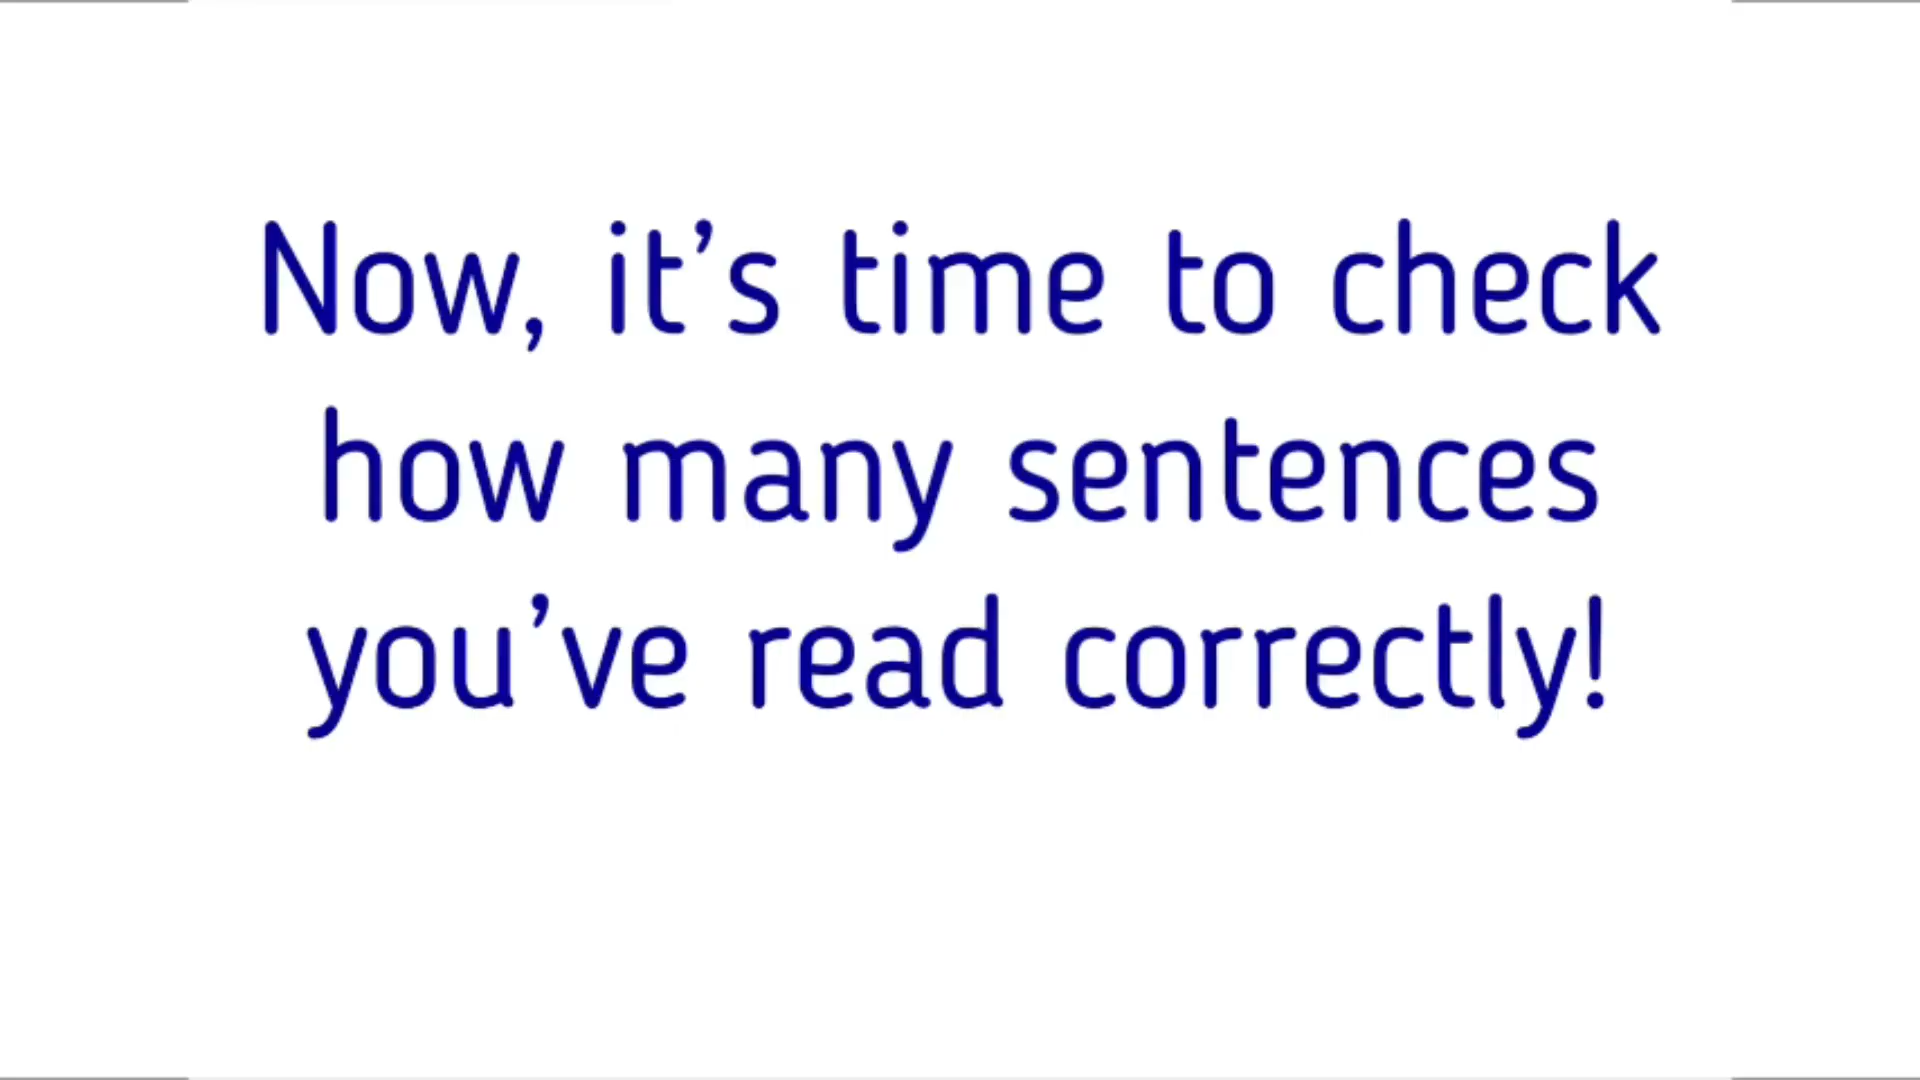 Now, it’s time to check
how many sentences
you’ve read correctly!